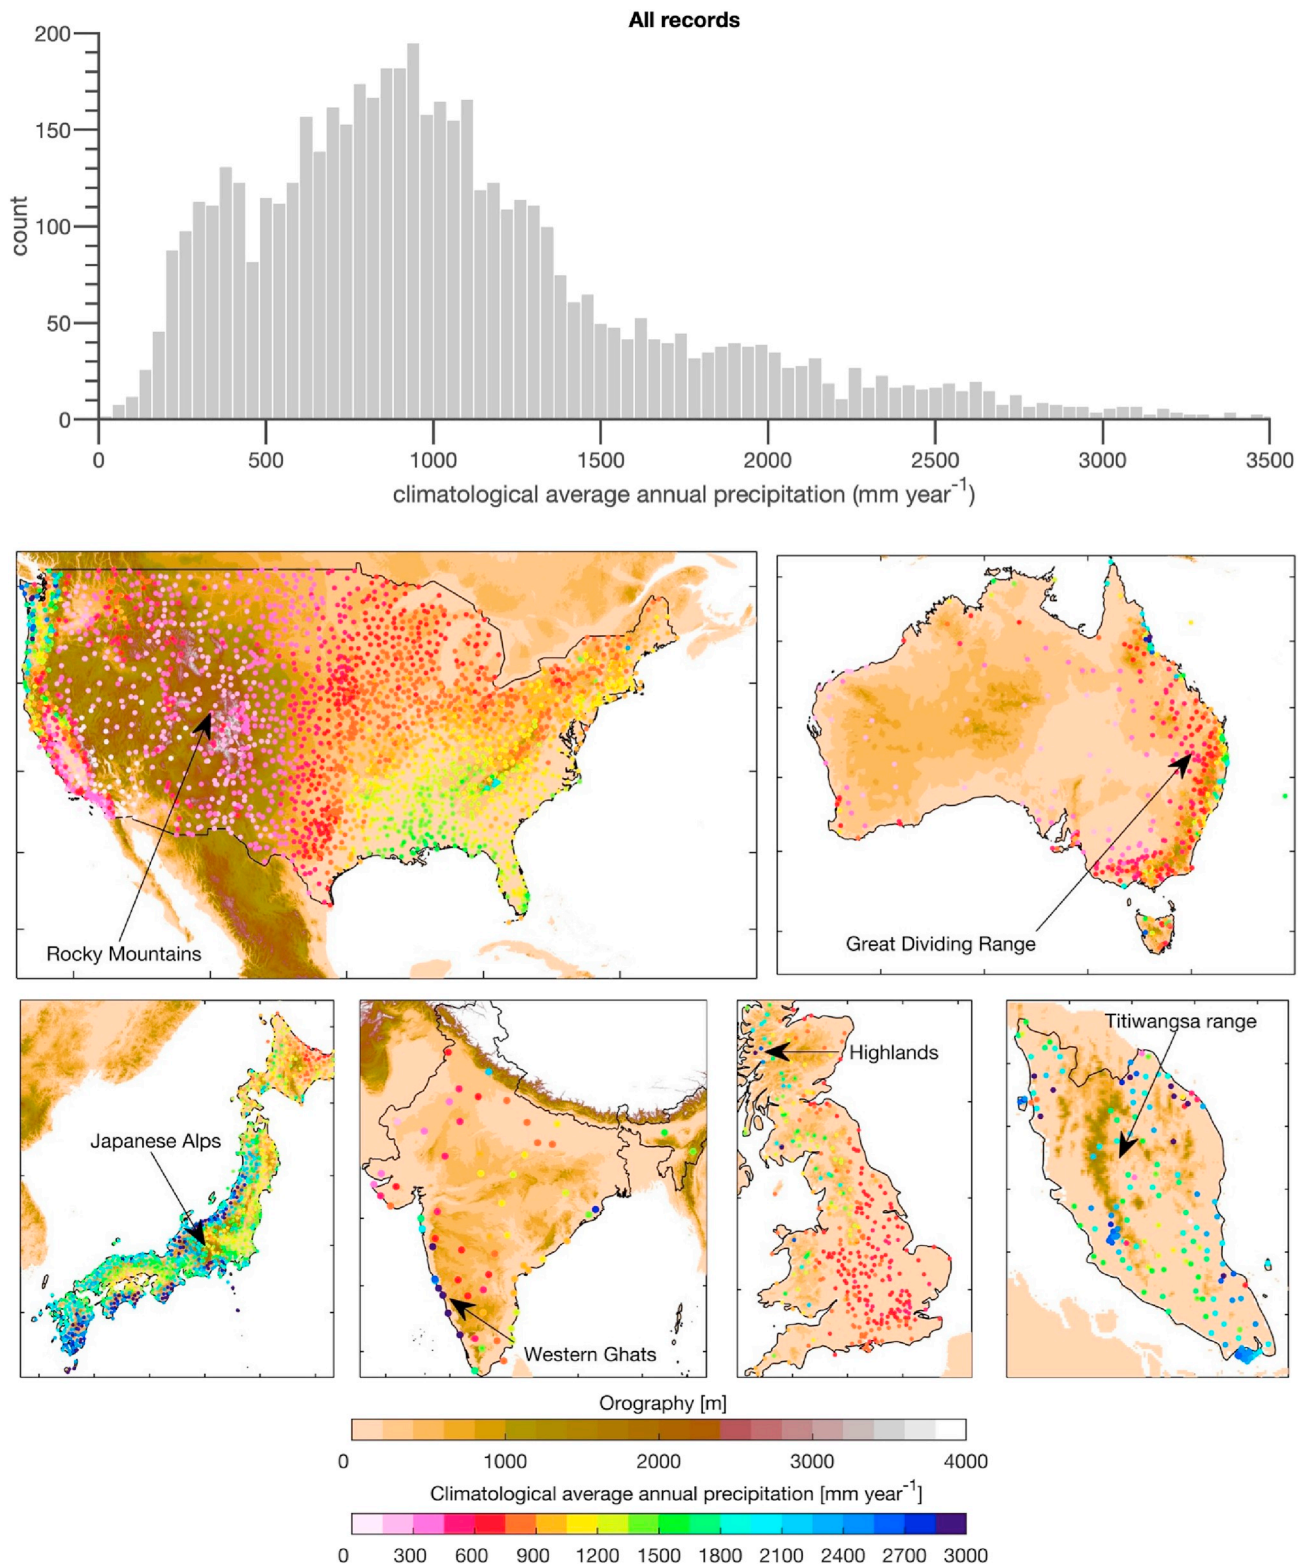 All records
200
150
100
50
0
count
0 500 1000 1500 2000 2500 3000 3500
climatological average annual precipitation (mm year-1)
Rocky Mountains
Great Dividing Range
Japanese Alps
Western Ghats
Highlands
Titiwangsa range
Orography [m]
0 1000 2000 3000 4000
Climatological average annual precipitation [mm year-1]
0 300 600 900 1200 1500 1800 2100 2400 2700 3000